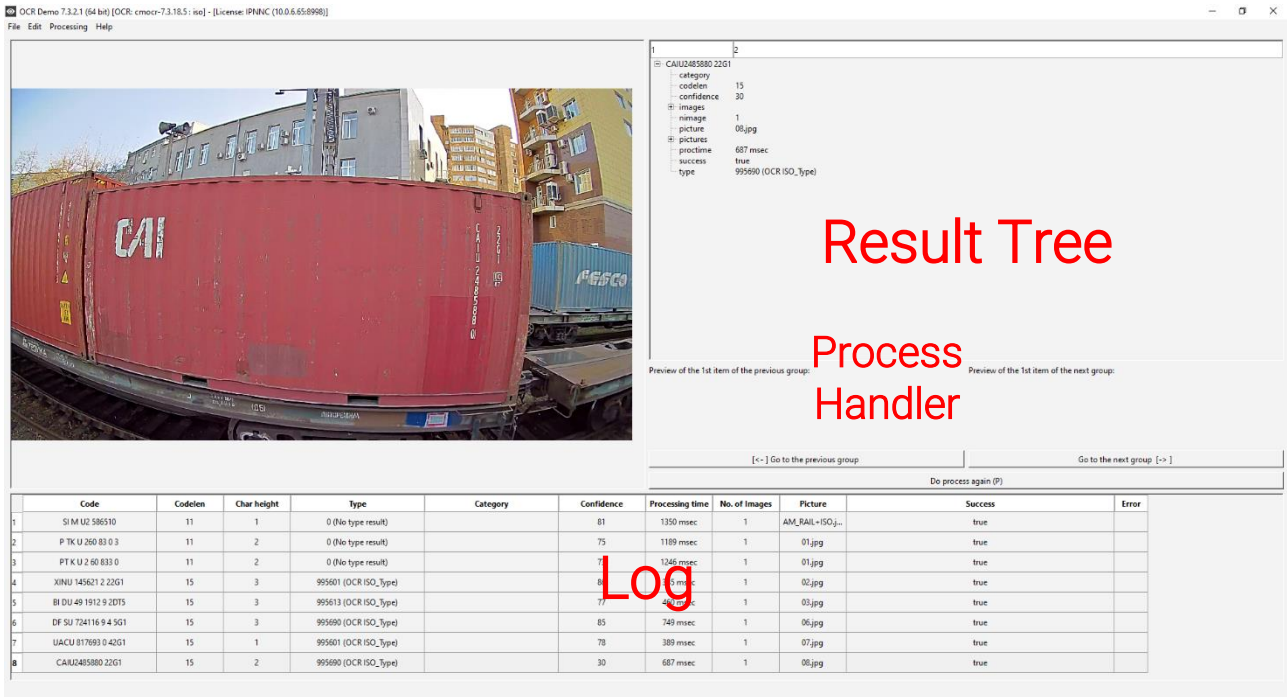 OCR Demo 7.3.2.1 (64 bit) [OCR: cmocr-7.3.18.5 : iso] - [License: IPNNC (10.0.6.65:8998)]
File Edit Processing Help
1 2
CAIU2485880 22G1
category
codelen 15
confidence 30
images
nimage 1
picture 08.jpg
pictures
proctime 687 msec
success true
type 995690 (OCR ISO_Type)
CAI
22G1
CAIU 248588 0
FESCO
1051
Result Tree
Process
Handler
Preview of the 1st item of the previous group:
Preview of the 1st item of the next group:
[<-] Go to the previous group
Go to the next group [->]
Do process again (P)
Code Codelen Char height Type Category Confidence Processing time No. of Images Picture Success Error
1 SI M U2 586510 11 1 0 (No type result) 81 1350 msec 1 AM_RAIL+ISO.j... true
2 P TK U 260 83 0 3 11 2 0 (No type result) 75 1189 msec 1 01.jpg true
3 PT K U 2 60 833 0 11 2 0 (No type result) 1246 msec 1 01.jpg true
4 XINU 145621 2 22G1 15 3 995601 (OCR ISO_Type) 1 02.jpg true
5 BI DU 49 1912 9 2DT5 15 3 995613 (OCR ISO_Type) 77 460 msec 1 03.jpg true
6 DF SU 724116 9 4 5G1 15 3 995690 (OCR ISO_Type) 85 749 msec 1 06.jpg true
7 UACU 817693 0 42G1 15 1 995601 (OCR ISO_Type) 78 389 msec 1 07.jpg true
8 CAIU2485880 22G1 15 2 995690 (OCR ISO_Type) 30 687 msec 1 08.jpg true
Log